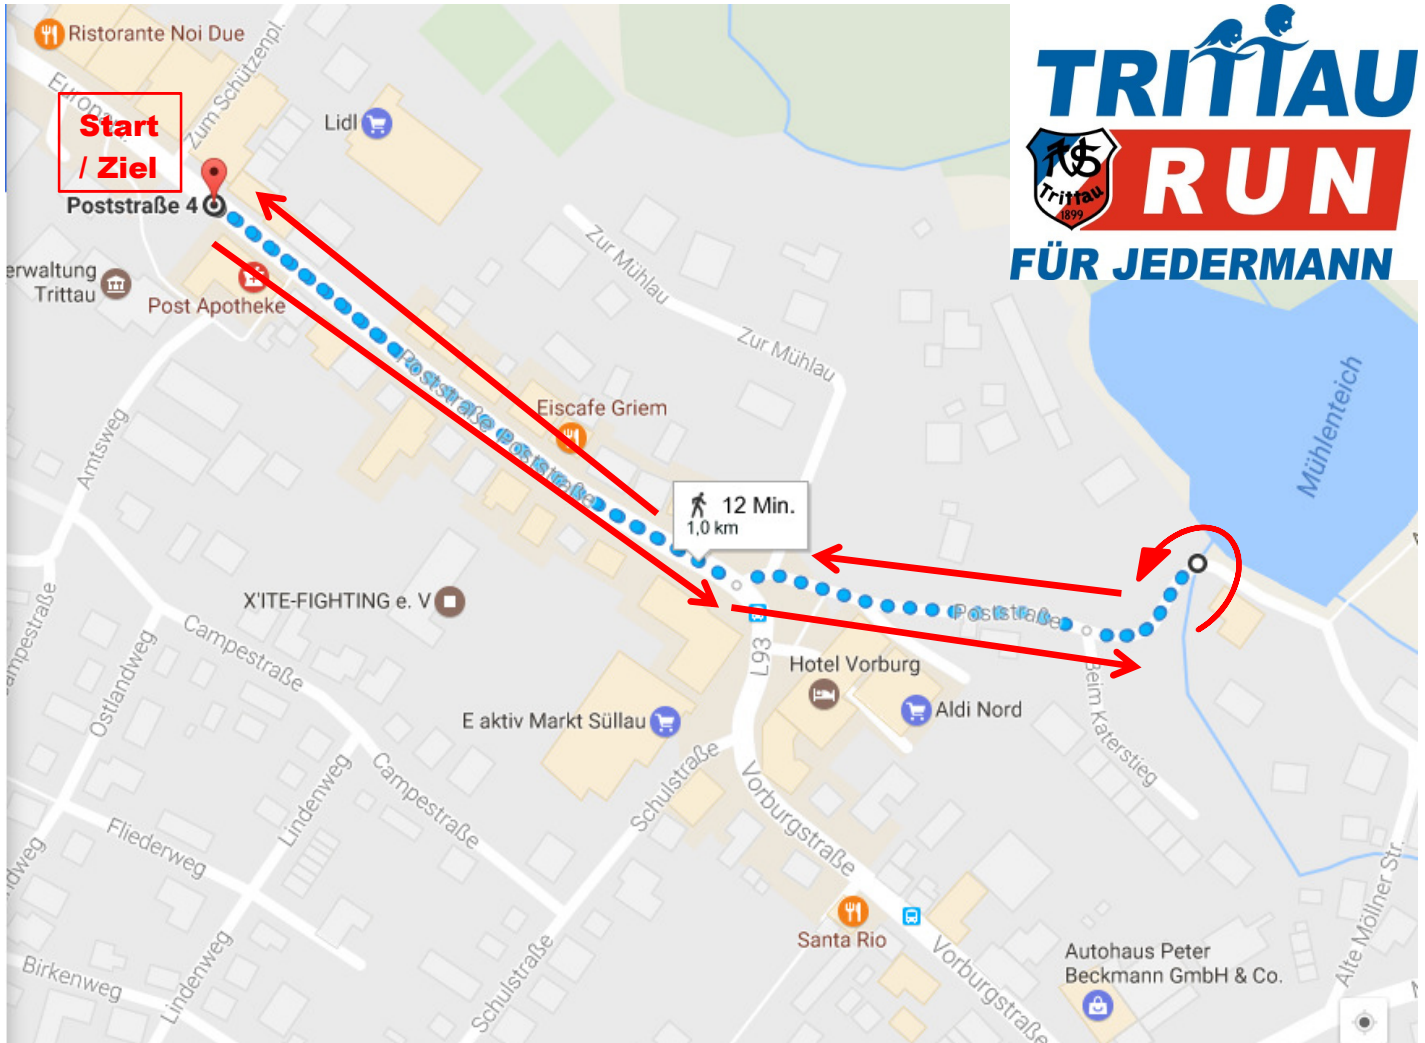 Ristorante Noi Due
TRITTAU
RUN
FÜR JEDERMANN
TSV
Trittau
1899
Zum Schützenpl.
Lidl
Start
/ Ziel
Poststraße 4
erwaltung
Trittau
Post Apotheke
Zur Mühlau
Zur Mühlau
Mühlenteich
Poststraße
Poststraße
Eiscafe Griem
Amtsweg
12 Min.
1,0 km
X'ITE-FIGHTING e. V
Poststraße
L93
Hotel Vorburg
Aldi Nord
Beim Katerstieg
E aktiv Markt Süllau
Campestraße
Ostlandweg
Campestraße
Schulstraße
Vorburgstraße
Lindenweg
Fliederweg
Santa Rio
Vorburgstraße
Autohaus Peter
Beckmann GmbH & Co.
Alte Möllner Str.
Birkenweg
Lindenweg
Schulstraße